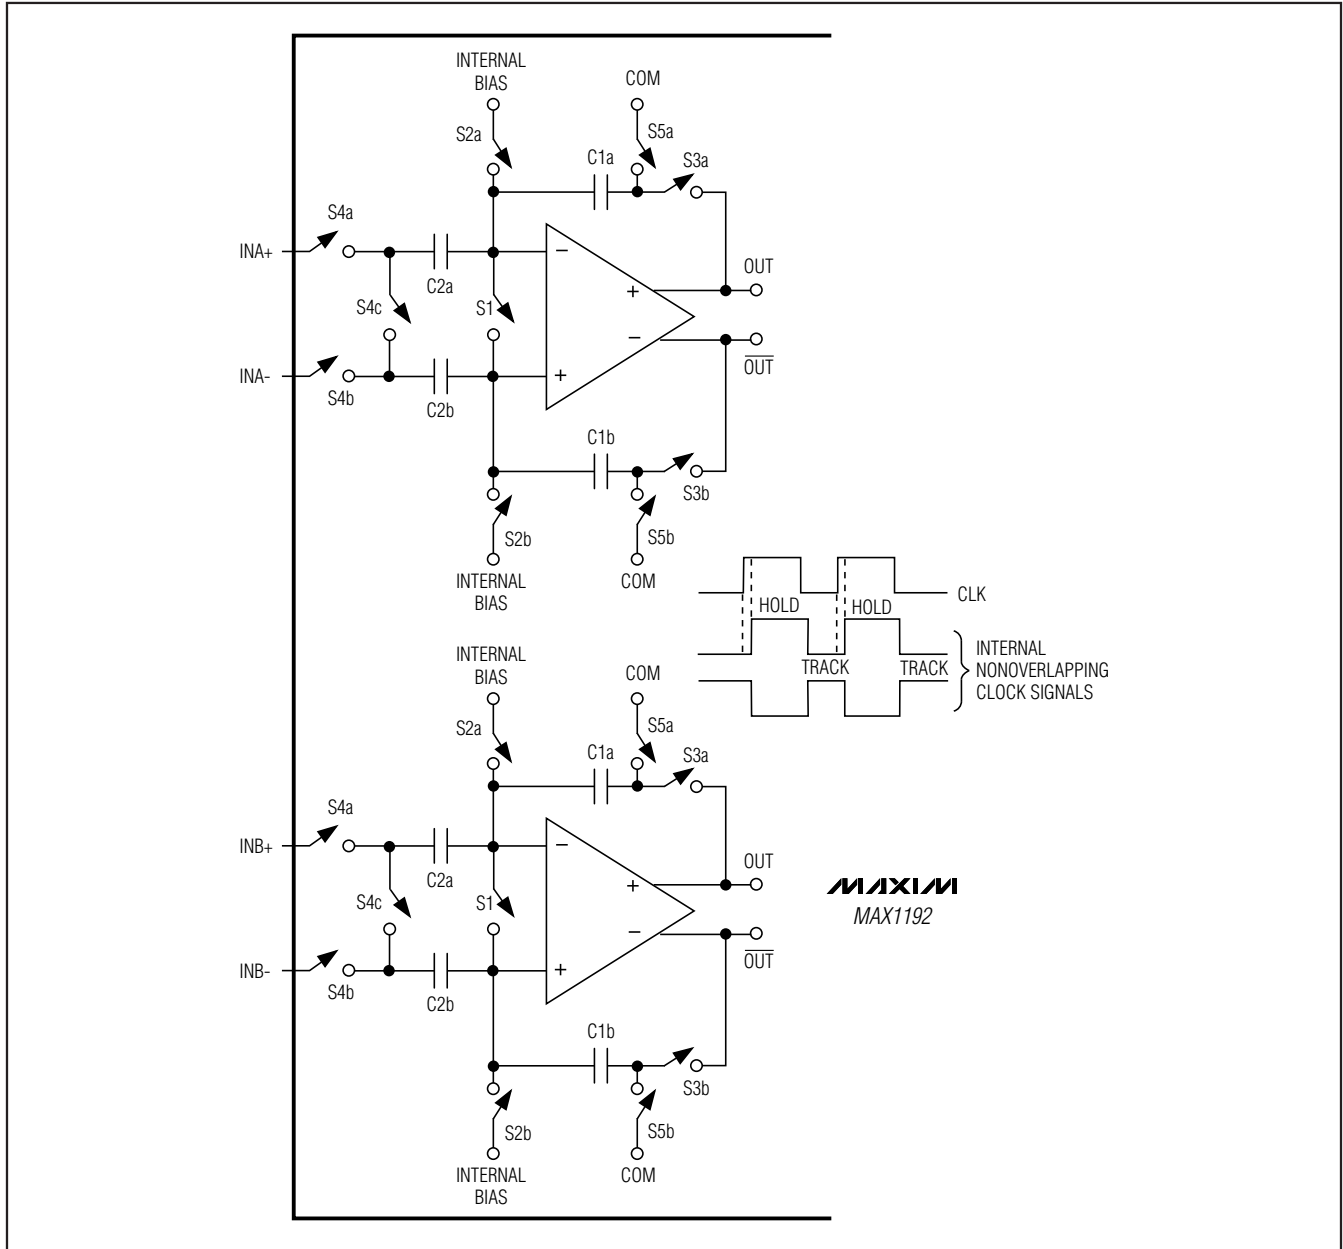 INTERNAL
BIAS
COM
S2a
S5a
C1a
S3a
S4a
INA+
C2a
S4c
S1
−
+
OUT
−
OUT
INA-
S4b
C2b
+
C1b
S3b
S2b
S5b
INTERNAL
BIAS
COM
CLK
HOLD
HOLD
TRACK
TRACK
INTERNAL
NONOVERLAPPING
CLOCK SIGNALS
INTERNAL
BIAS
COM
S2a
S5a
C1a
S3a
S4a
INB+
C2a
S4c
S1
−
+
OUT
−
OUT
INB-
S4b
C2b
+
C1b
S3b
S2b
S5b
INTERNAL
BIAS
COM
MAXIM
MAX1192